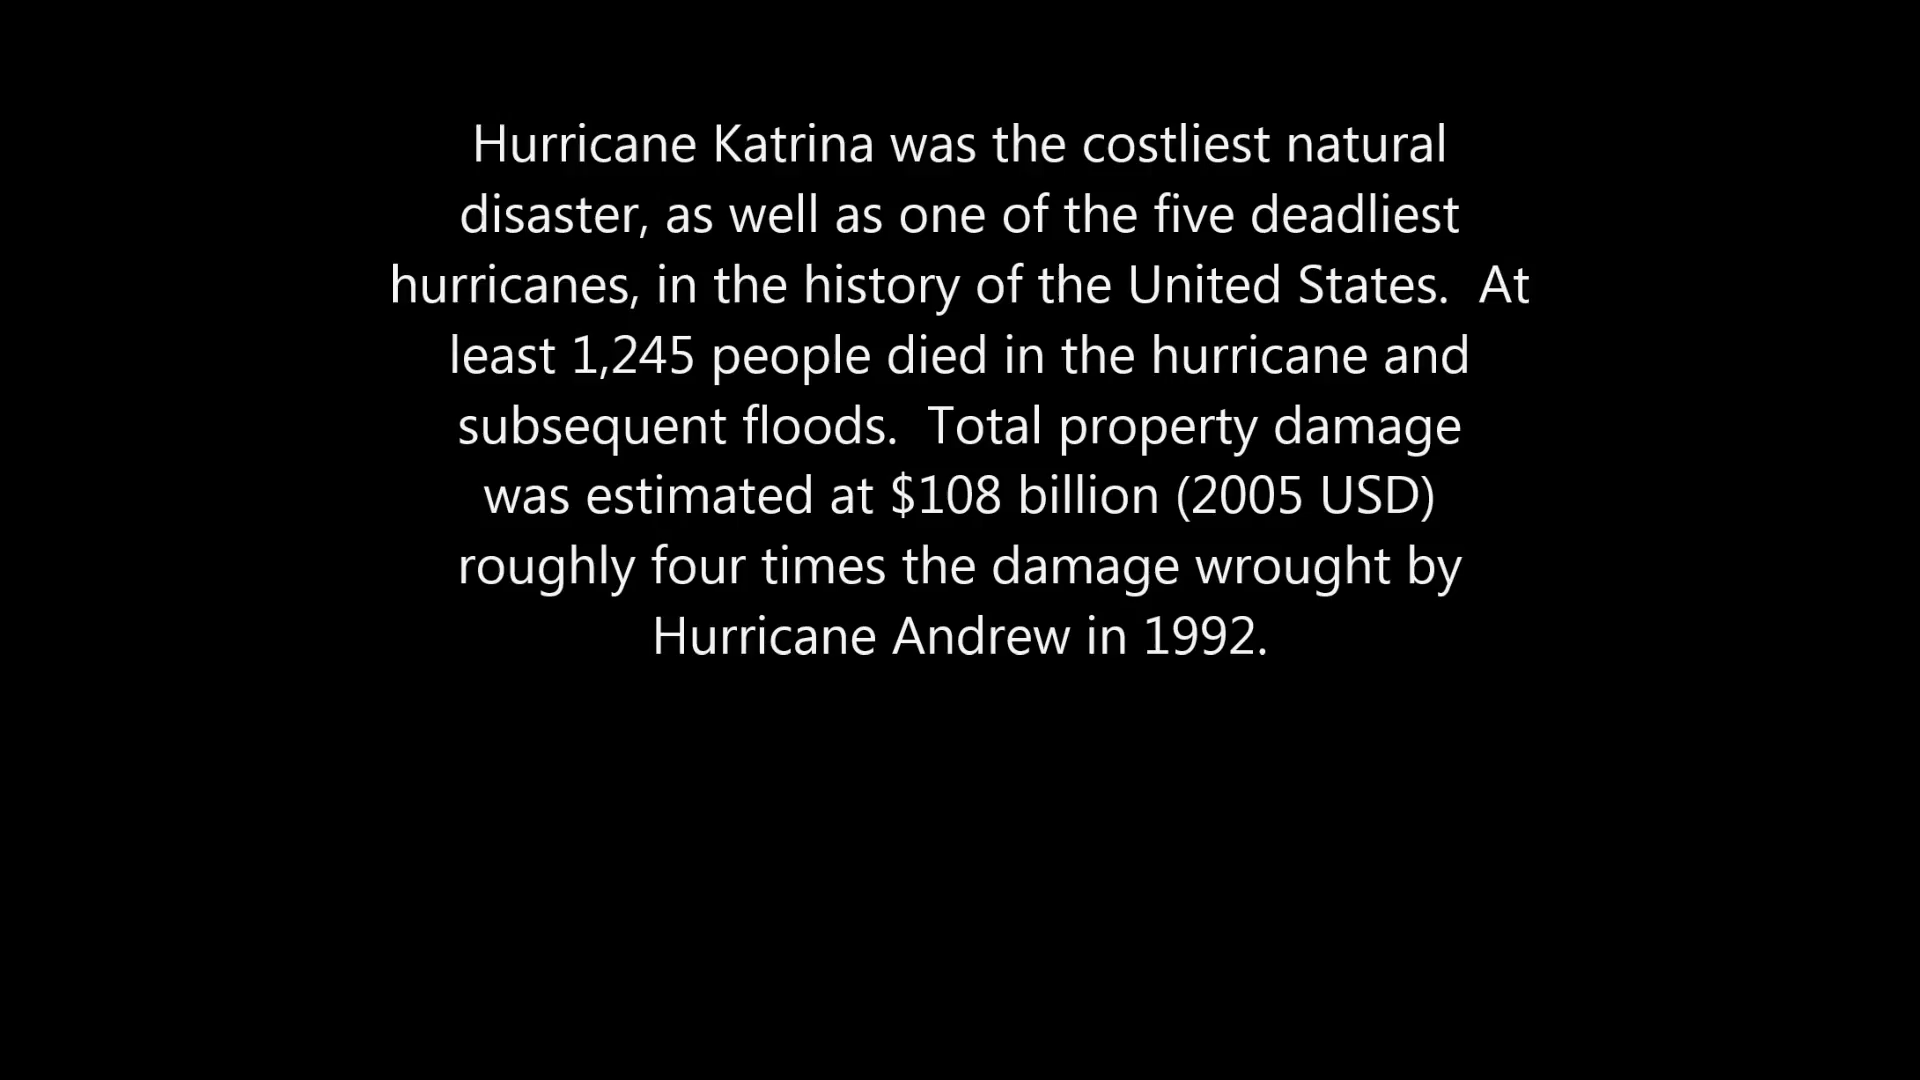 Hurricane Katrina was the costliest natural
disaster, as well as one of the five deadliest
hurricanes, in the history of the United States.  At
least 1,245 people died in the hurricane and
subsequent floods.  Total property damage
was estimated at $108 billion (2005 USD)
roughly four times the damage wrought by
Hurricane Andrew in 1992.